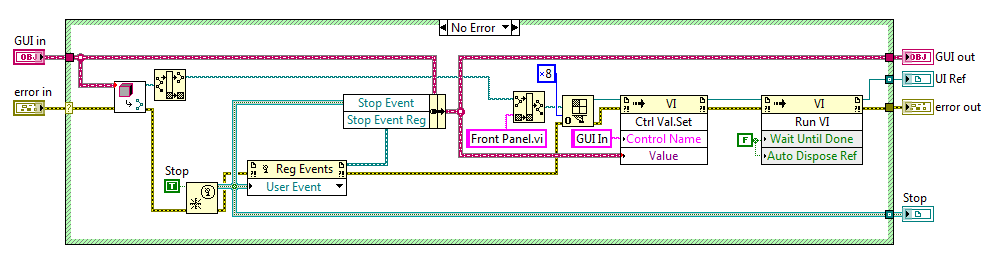 No Error
GUI in
OBJ
OBJ
GUI out
×8
UI Ref
error in
?
Stop Event
Stop Event Reg
VI
VI
error out
Ctrl Val.Set
Run VI
Front Panel.vi
GUI In
Control Name
F
Wait Until Done
Value
Auto Dispose Ref
Stop
Reg Events
T
User Event
Stop